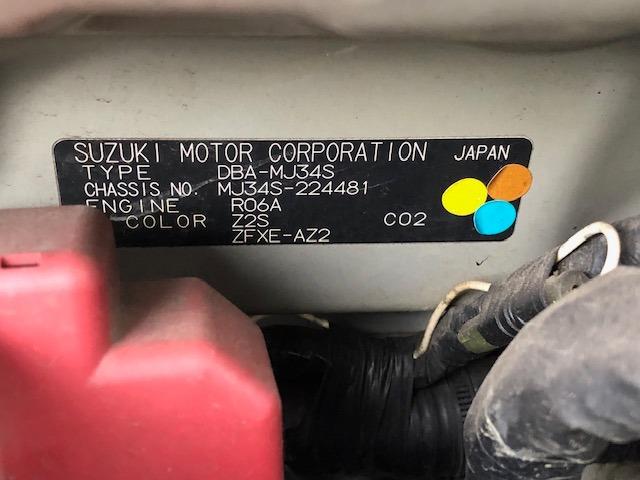 SUZUKI MOTOR CORPORATION JAPAN
TYPE DBA-MJ34S
CHASSIS NO. MJ34S-224481
ENGINE R06A
COLOR Z2S C02
ZFXE-AZ2